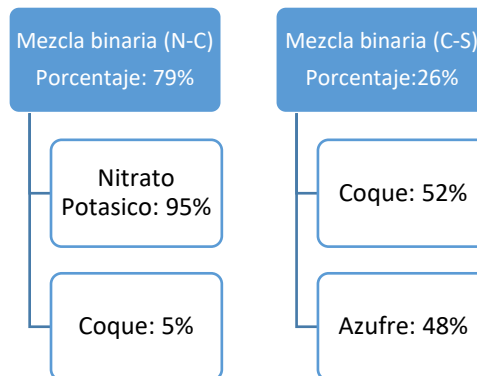 Mezcla binaria (N-C)
Porcentaje: 79%
Nitrato
Potasico: 95%
Coque: 5%
Mezcla binaria (C-S)
Porcentaje:26%
Coque: 52%
Azufre: 48%